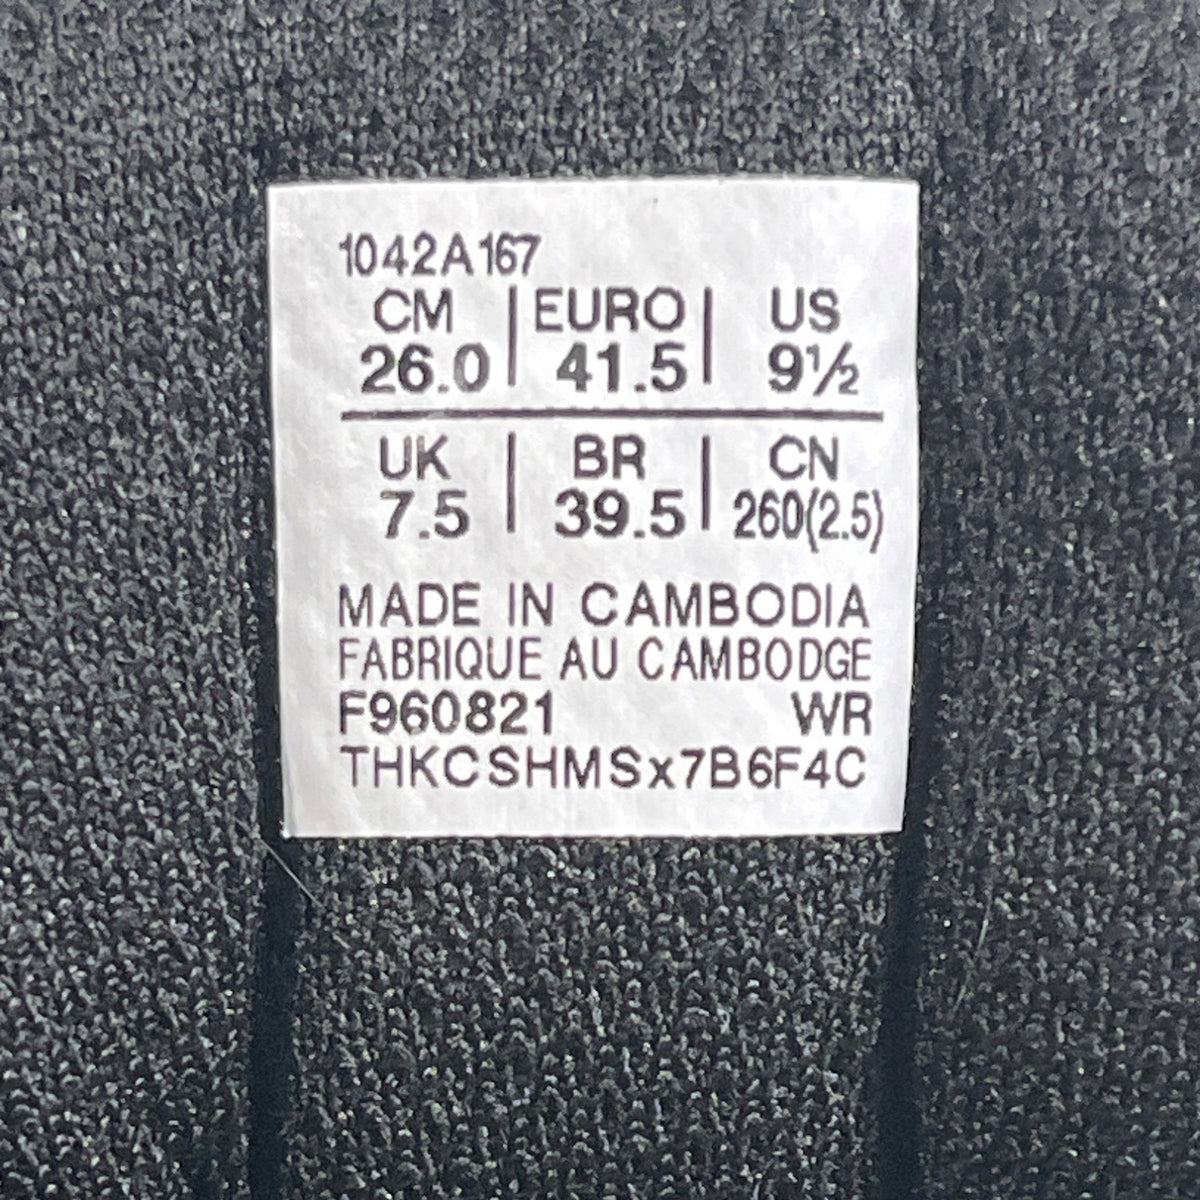 1042A167
CM | EURO | US
26.0 | 41.5 | 9½
UK | BR | CN
7.5 | 39.5 | 260(2.5)
MADE IN CAMBODIA
FABRIQUE AU CAMBODGE
F960821 WR
THKCSHMSx7B6F4C